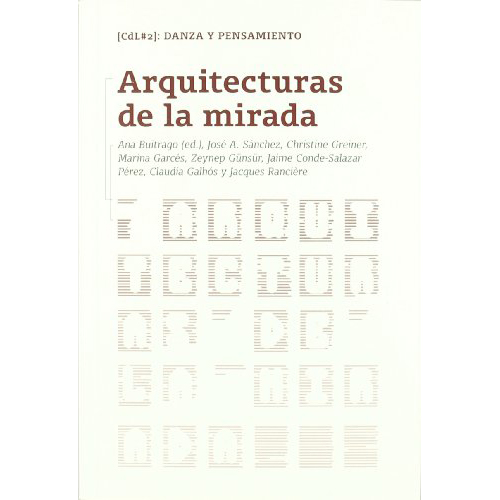 [CdL#2]: DANZA Y PENSAMIENTO
Arquitecturas
de la mirada
Ana Buitrago (ed.), José A. Sánchez, Christine Greiner,
Marina Garcés, Zeynep Günsür, Jaime Conde-Salazar
Pérez, Claudia Galhós y Jacques Rancière